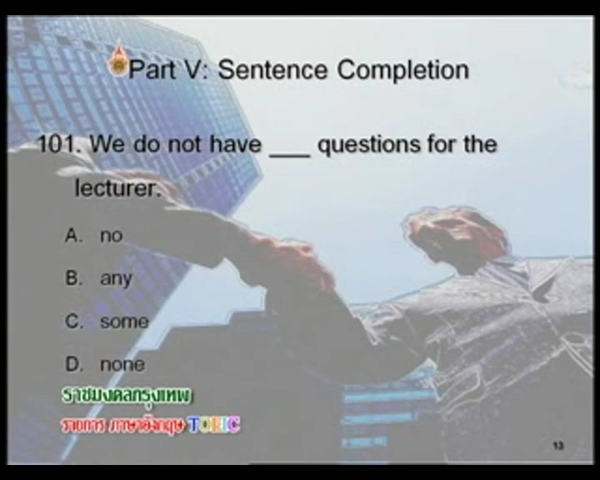 Part V: Sentence Completion
101. We do not have ___ questions for the
lecturer.
A. no
B. any
C. some
D. none
ราชมงคลกรุงเทพ
รายการ ภาษาอังกฤษ TOEIC
13